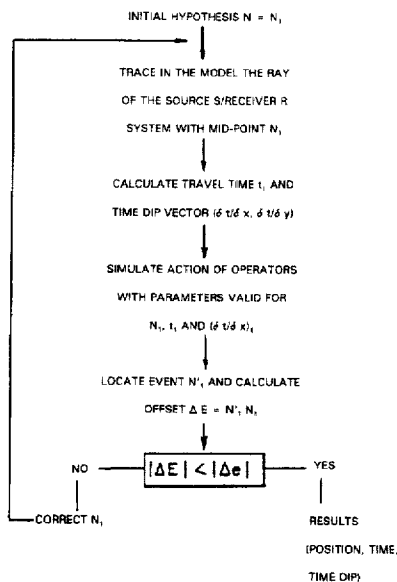 INITIAL HYPOTHESIS N = N₁
TRACE IN THE MODEL THE RAY
OF THE SOURCE S/RECEIVER R
SYSTEM WITH MID-POINT N₁
CALCULATE TRAVEL TIME t₁ AND
TIME DIP VECTOR (δ t/δ x, δ t/δ y)
SIMULATE ACTION OF OPERATORS
WITH PARAMETERS VALID FOR
N₁, t₁ AND (δ t/δ x)₁
LOCATE EVENT N'₁ AND CALCULATE
OFFSET Δ E = N'₁ N₁
NO
|ΔE| < |Δe|
YES
CORRECT N₁
RESULTS
(POSITION, TIME,
TIME DIP)